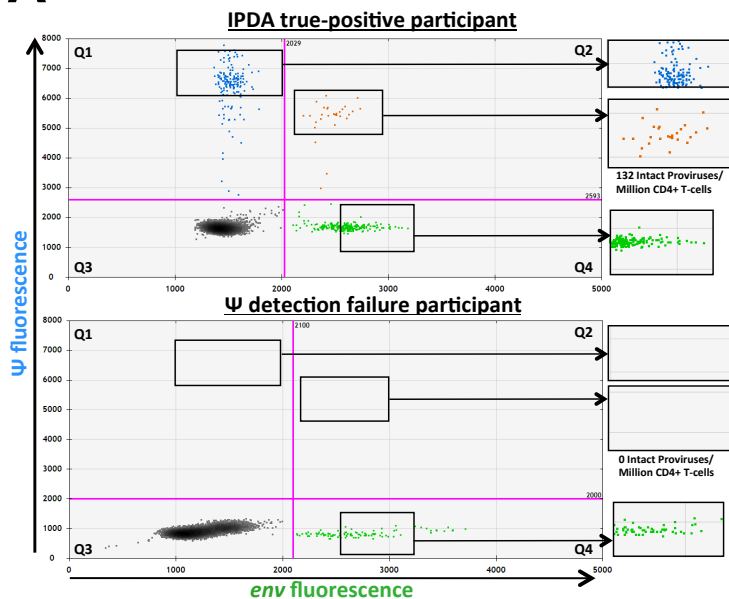 IPDA true-positive participant
8000
7000
6000
5000
4000
3000
2000
1000
0
Q1
2029
Q2
2593
Q3
Q4
0
1000
2000
3000
4000
5000
132 Intact Proviruses/
Million CD4+ T-cells
Ψ detection failure participant
8000
7000
6000
5000
4000
3000
2000
1000
0
Q1
2100
Q2
2000
Q3
Q4
0
1000
2000
3000
4000
5000
0 Intact Proviruses/
Million CD4+ T-cells
Ψ fluorescence
env fluorescence